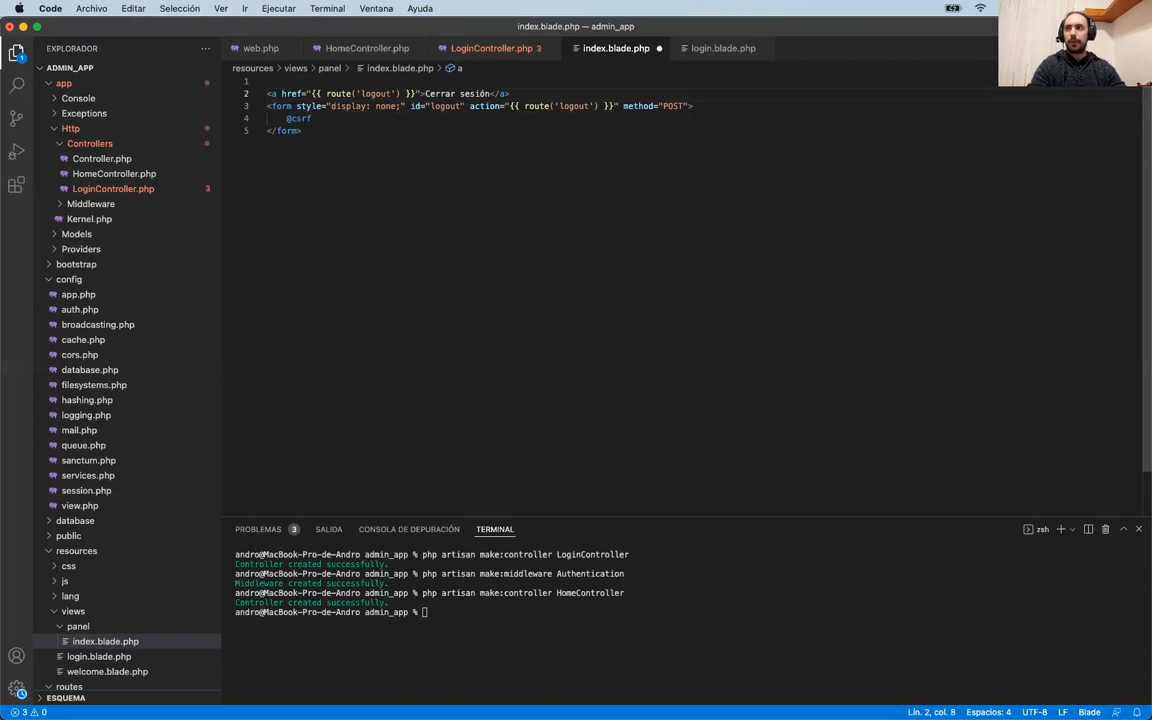 Code Archivo Editar Selección Ver Ir Ejecutar Terminal Ventana Ayuda
index.blade.php — admin_app
EXPLORADOR
web.php HomeController.php LoginController.php 3 index.blade.php login.blade.php
ADMIN_APP
resources > views > panel > index.blade.php > a
app
Console
Exceptions
Http
Controllers
Controller.php
HomeController.php
LoginController.php 3
Middleware
Kernel.php
Models
Providers
bootstrap
config
app.php
auth.php
broadcasting.php
cache.php
cors.php
database.php
filesystems.php
hashing.php
logging.php
mail.php
queue.php
sanctum.php
services.php
session.php
view.php
database
public
resources
css
js
lang
views
panel
index.blade.php
login.blade.php
welcome.blade.php
routes
ESQUEMA
1
2 <a href="{{ route('logout') }}">Cerrar sesión</a>
3 <form style="display: none;" id="logout" action="{{ route('logout') }}" method="POST">
4 @csrf
5 </form>
PROBLEMAS 3 SALIDA CONSOLA DE DEPURACIÓN TERMINAL
zsh
andro@MacBook-Pro-de-Andro admin_app % php artisan make:controller LoginController
Controller created successfully.
andro@MacBook-Pro-de-Andro admin_app % php artisan make:middleware Authentication
Middleware created successfully.
andro@MacBook-Pro-de-Andro admin_app % php artisan make:controller HomeController
Controller created successfully.
andro@MacBook-Pro-de-Andro admin_app %
3 0
Lín. 2, col. 8 Espacios: 4 UTF-8 LF Blade